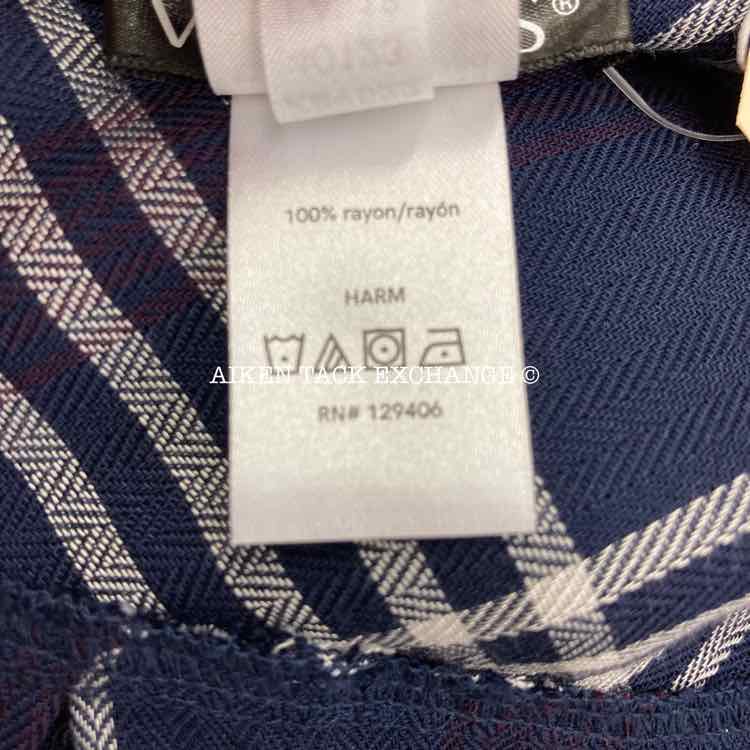 100% rayon/rayón
HARM
AIKEN TACK EXCHANGE ©
RN# 129406